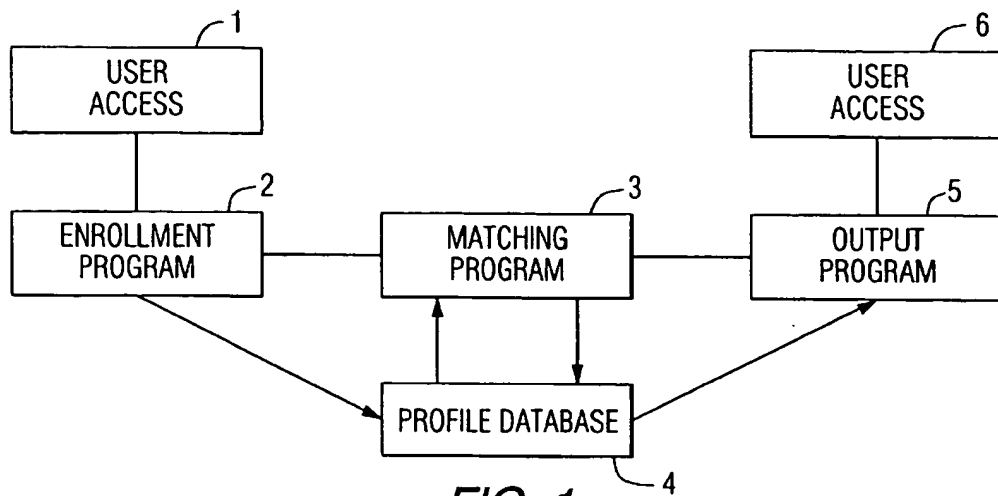 1
USER
ACCESS
6
USER
ACCESS
2
ENROLLMENT
PROGRAM
3
MATCHING
PROGRAM
5
OUTPUT
PROGRAM
PROFILE DATABASE
4
FIG. 1